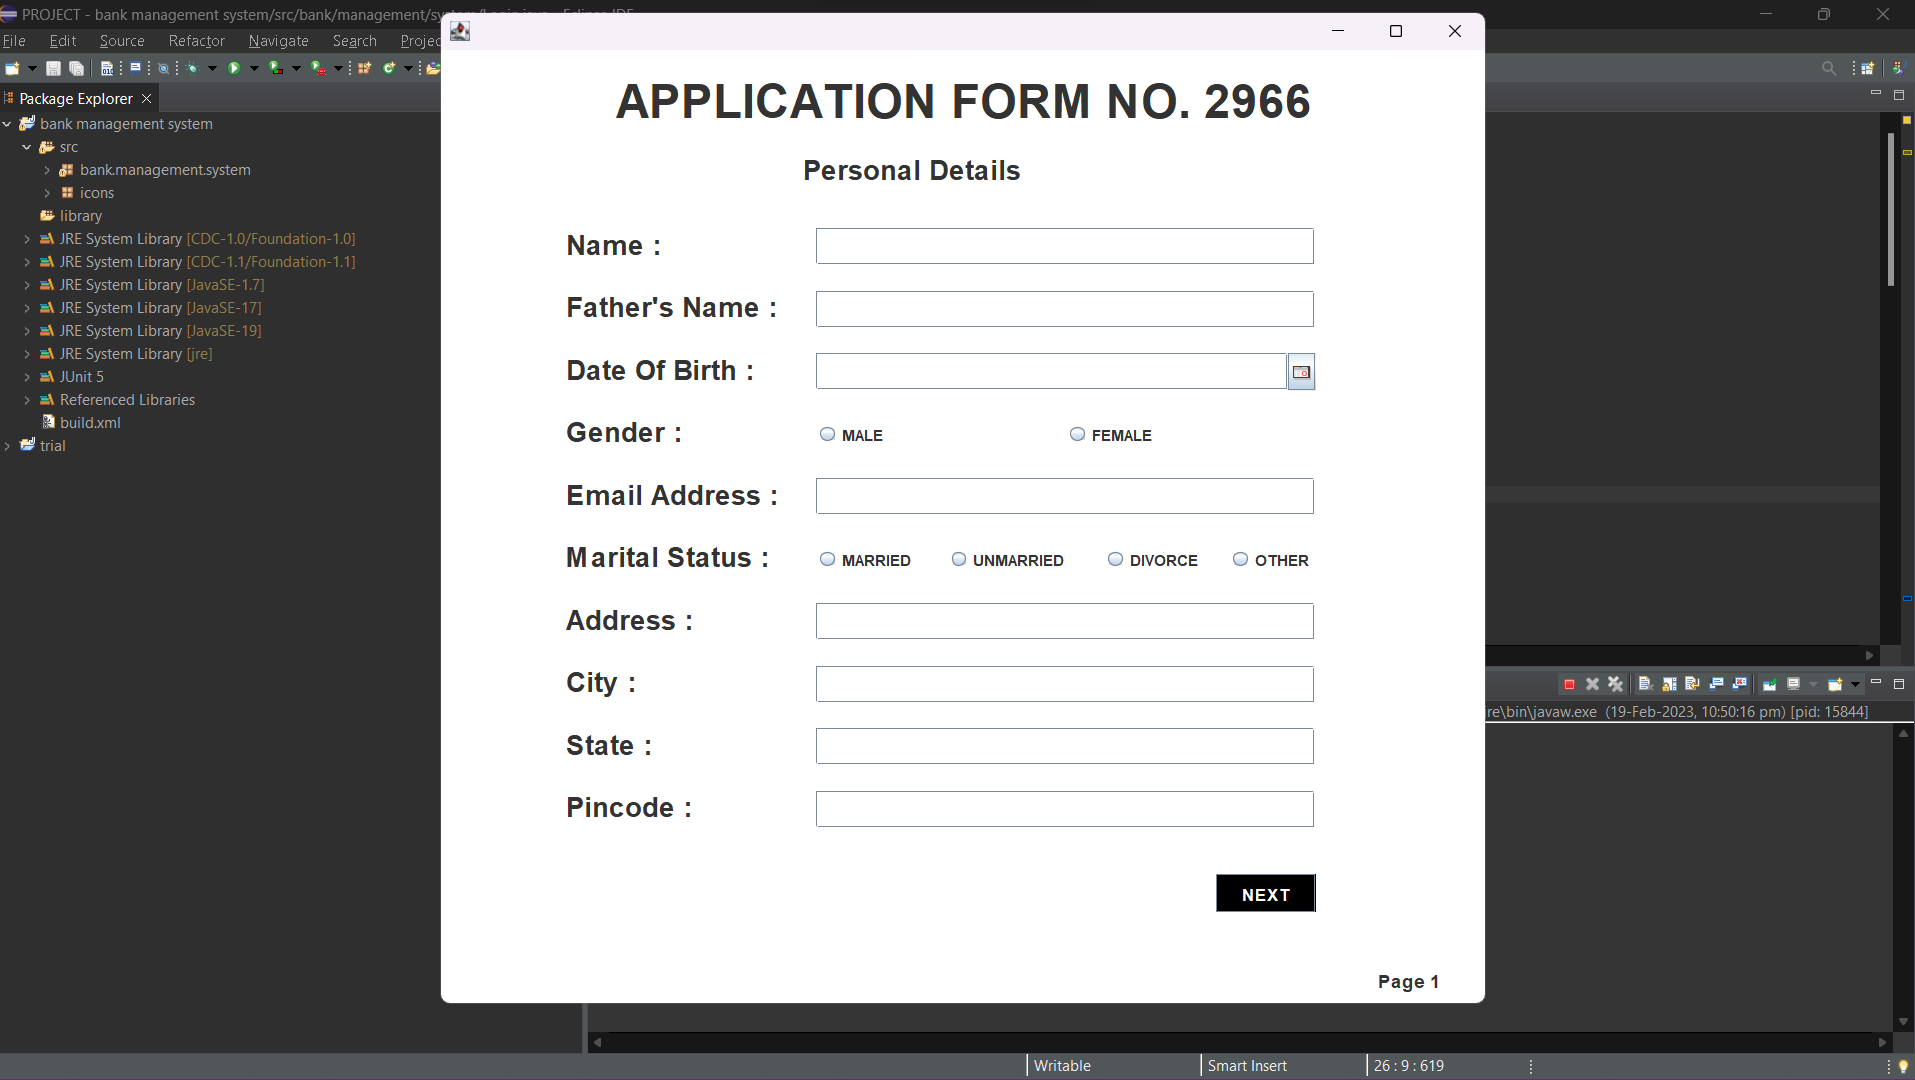 PROJECT - bank management system/src/bank/management/
File Edit Source Refactor Navigate Search Projec
Package Explorer
bank management system
src
bank.management.system
icons
library
JRE System Library [CDC-1.0/Foundation-1.0]
JRE System Library [CDC-1.1/Foundation-1.1]
JRE System Library [JavaSE-1.7]
JRE System Library [JavaSE-17]
JRE System Library [JavaSE-19]
JRE System Library [jre]
JUnit 5
Referenced Libraries
build.xml
trial
APPLICATION FORM NO. 2966
Personal Details
Name :
Father's Name :
Date Of Birth :
Gender : MALE FEMALE
Email Address :
Marital Status : MARRIED UNMARRIED DIVORCE OTHER
Address :
City :
State :
Pincode :
NEXT
Page 1
re\bin\javaw.exe (19-Feb-2023, 10:50:16 pm) [pid: 15844]
Writable Smart Insert 26 : 9 : 619